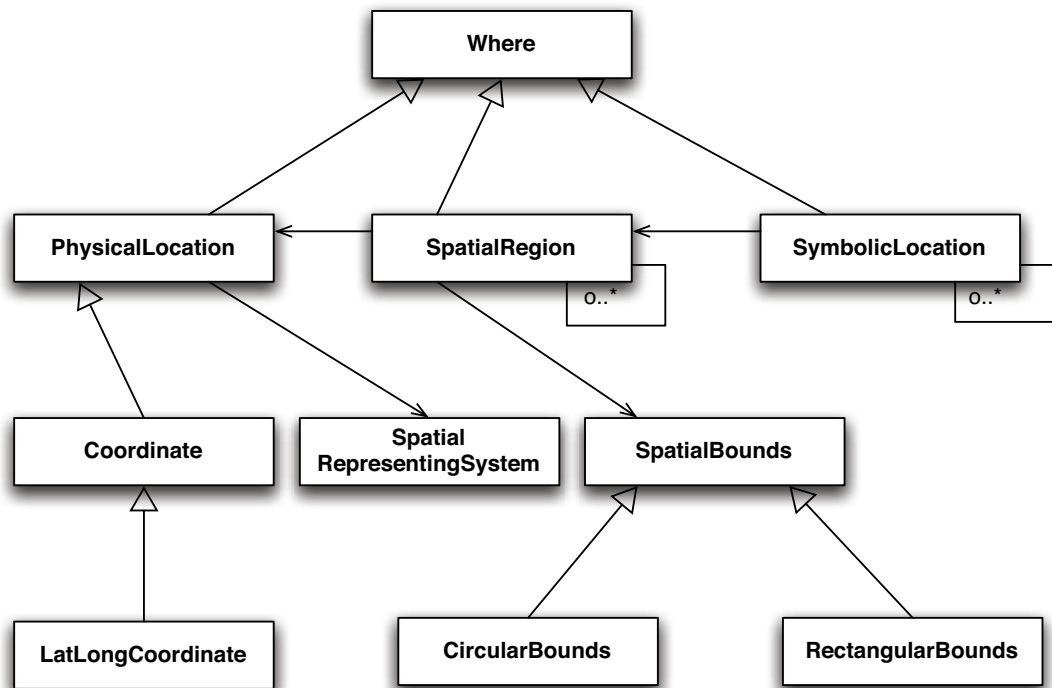 Where
PhysicalLocation
SpatialRegion
SymbolicLocation
o..*
o..*
Coordinate
Spatial
RepresentingSystem
SpatialBounds
LatLongCoordinate
CircularBounds
RectangularBounds